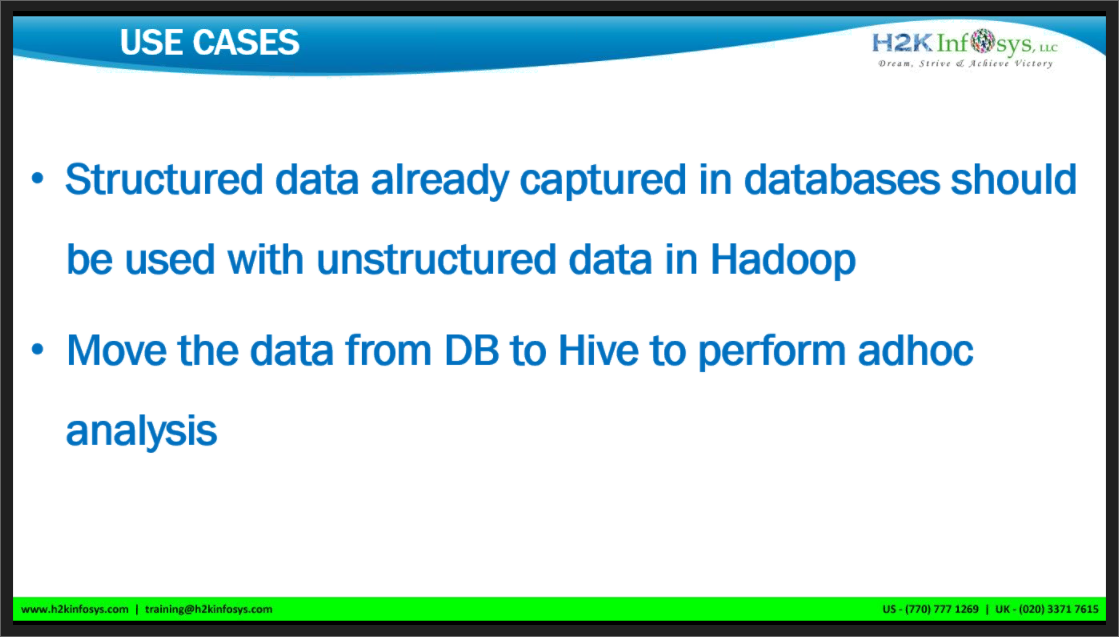 USE CASES
H2K Infosys, LLC
Dream, Strive & Achieve Victory
• Structured data already captured in databases should
be used with unstructured data in Hadoop
• Move the data from DB to Hive to perform adhoc
analysis
www.h2kinfosys.com | training@h2kinfosys.com
US - (770) 777 1269 | UK - (020) 3371 7615